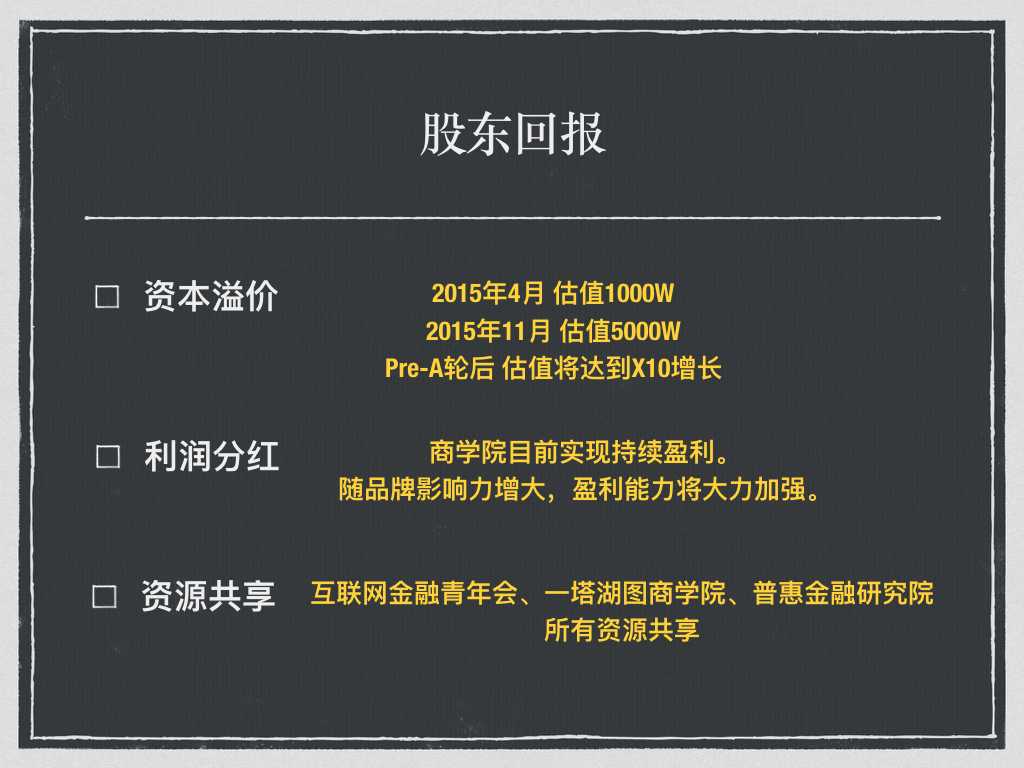 股东回报
资本溢价
2015年4月 估值1000W
2015年11月 估值5000W
Pre-A轮后 估值将达到X10增长
利润分红
商学院目前实现持续盈利。
随品牌影响力增大，盈利能力将大力加强。
资源共享
互联网金融青年会、一塔湖图商学院、普惠金融研究院
所有资源共享